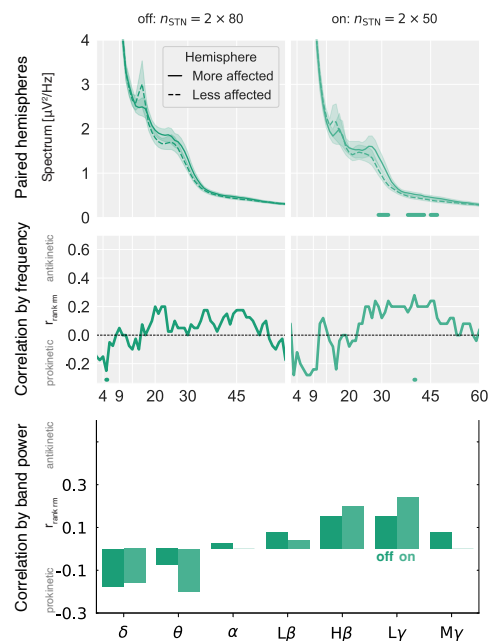 off: n_STN = 2 × 80
on: n_STN = 2 × 50
Paired hemispheres
Spectrum [µV²/Hz]
4
3
2
1
0
Hemisphere
More affected
Less affected
Correlation by frequency
prokinetic
antikinetic
r_rank rm
0.6
0.4
0.2
0.0
-0.2
4 9 20 30 45
4 9 20 30 45 60
Correlation by band power
prokinetic
antikinetic
r_rank rm
0.3
0.1
-0.1
-0.3
off on
δ θ α Lβ Hβ Lγ Mγ